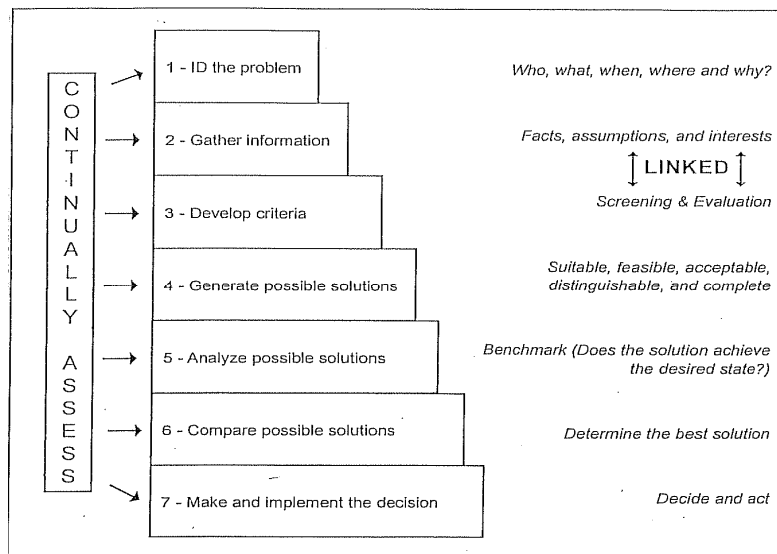 CONTINUALLY ASSESS
1 - ID the problem
Who, what, when, where and why?
2 - Gather information
Facts, assumptions, and interests
LINKED
3 - Develop criteria
Screening & Evaluation
4 - Generate possible solutions
Suitable, feasible, acceptable,
distinguishable, and complete
5 - Analyze possible solutions
Benchmark (Does the solution achieve
the desired state?)
6 - Compare possible solutions
Determine the best solution
7 - Make and implement the decision
Decide and act